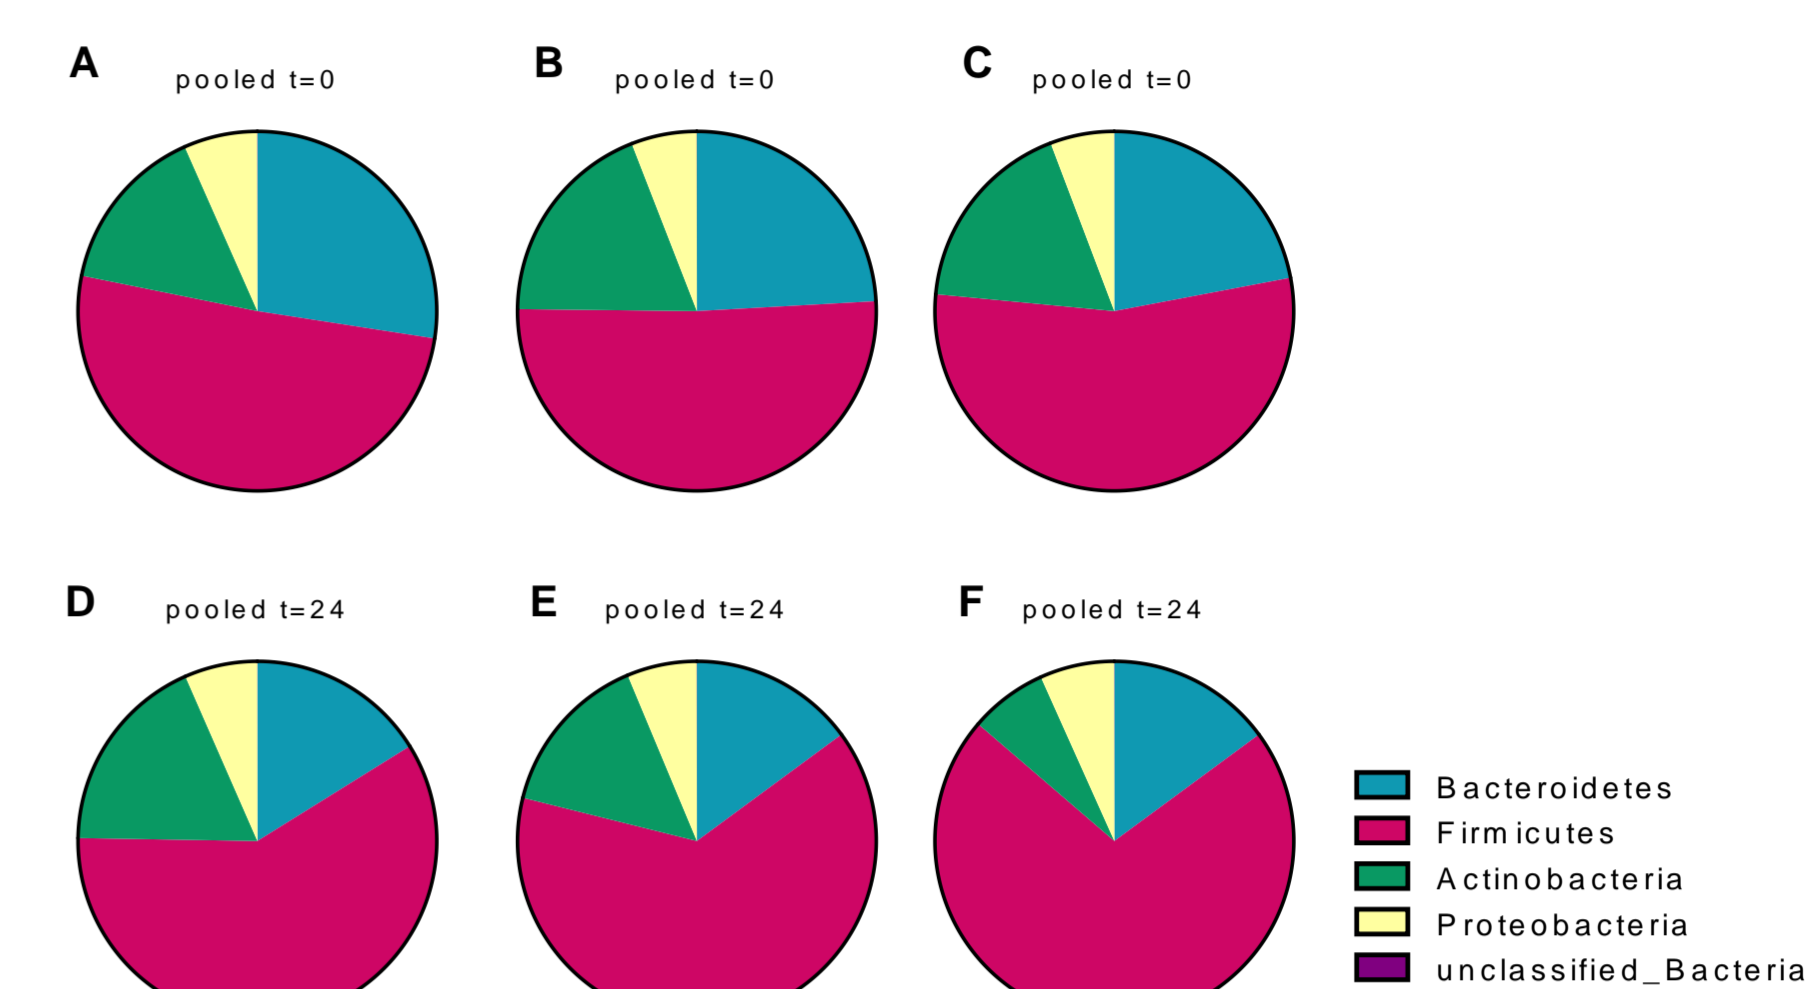 A
pooled t=0
B
pooled t=0
C
pooled t=0
D
pooled t=24
E
pooled t=24
F
pooled t=24
Bacteroidetes
Firmicutes
Actinobacteria
Proteobacteria
unclassified_Bacteria